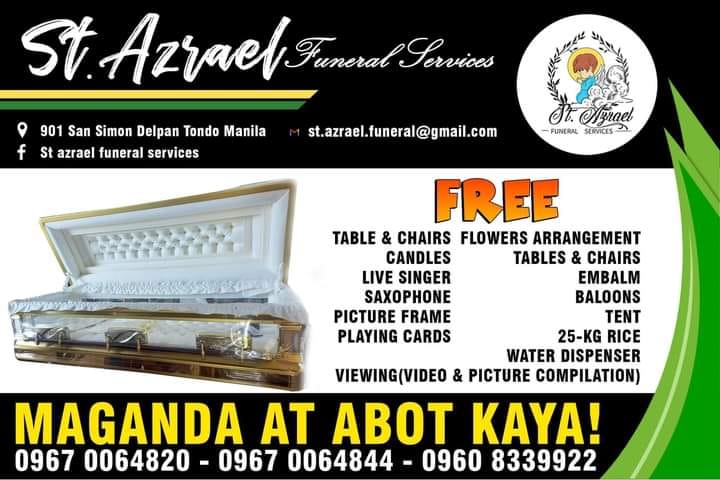 St. Azrael Funeral Services
901 San Simon Delpan Tondo Manila
st.azrael.funeral@gmail.com
St azrael funeral services
St. Azrael
FUNERAL SERVICES
FREE
TABLE & CHAIRS
CANDLES
LIVE SINGER
SAXOPHONE
PICTURE FRAME
PLAYING CARDS
FLOWERS ARRANGEMENT
TABLES & CHAIRS
EMBALM
BALOONS
TENT
25-KG RICE
WATER DISPENSER
VIEWING(VIDEO & PICTURE COMPILATION)
MAGANDA AT ABOT KAYA!
0967 0064820 - 0967 0064844 - 0960 8339922